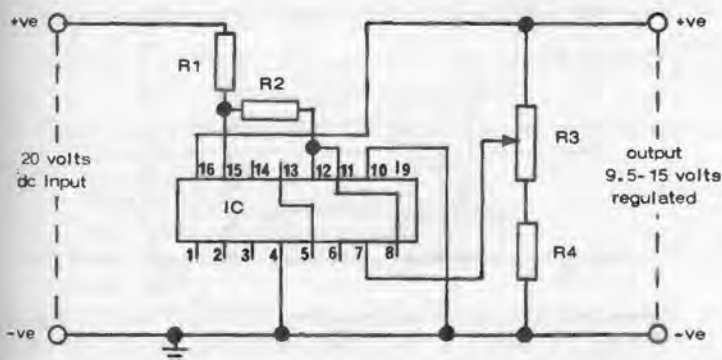 +ve
+ve
R1
R2
R3
20 volts
dc input
16 15 14 13 12 11 10 9
output
9.5-15 volts
regulated
IC
1 2 3 4 5 6 7 8
R4
-ve
-ve